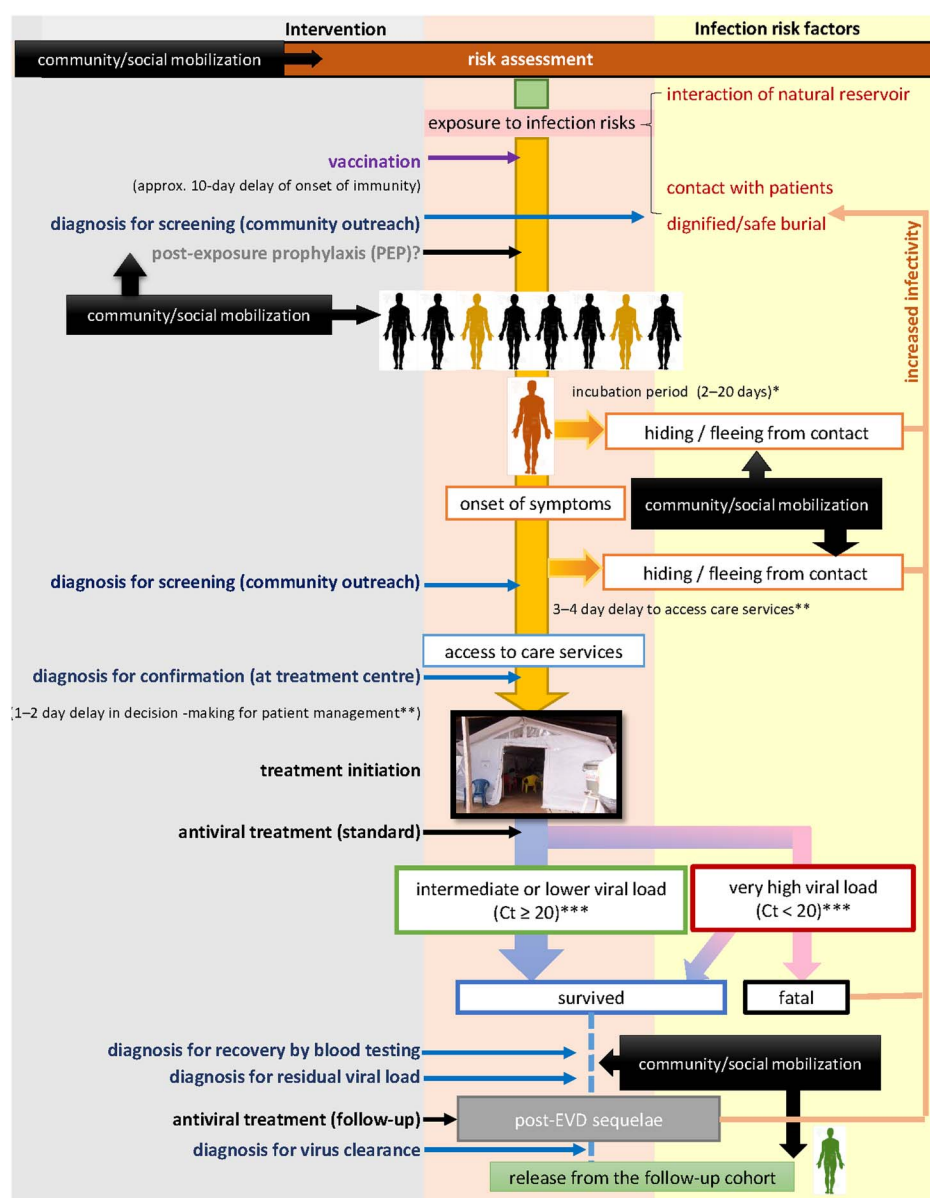 Intervention
Infection risk factors
community/social mobilization
risk assessment
interaction of natural reservoir
exposure to infection risks
vaccination
(approx. 10-day delay of onset of immunity)
contact with patients
diagnosis for screening (community outreach)
dignified/safe burial
post-exposure prophylaxis (PEP)?
increased infectivity
community/social mobilization
incubation period (2–20 days)*
hiding / fleeing from contact
onset of symptoms
community/social mobilization
diagnosis for screening (community outreach)
hiding / fleeing from contact
3–4 day delay to access care services**
access to care services
diagnosis for confirmation (at treatment centre)
(1–2 day delay in decision -making for patient management**)
treatment initiation
antiviral treatment (standard)
intermediate or lower viral load
(Ct ≥ 20)***
very high viral load
(Ct < 20)***
survived
fatal
diagnosis for recovery by blood testing
community/social mobilization
diagnosis for residual viral load
antiviral treatment (follow-up)
post-EVD sequelae
diagnosis for virus clearance
release from the follow-up cohort